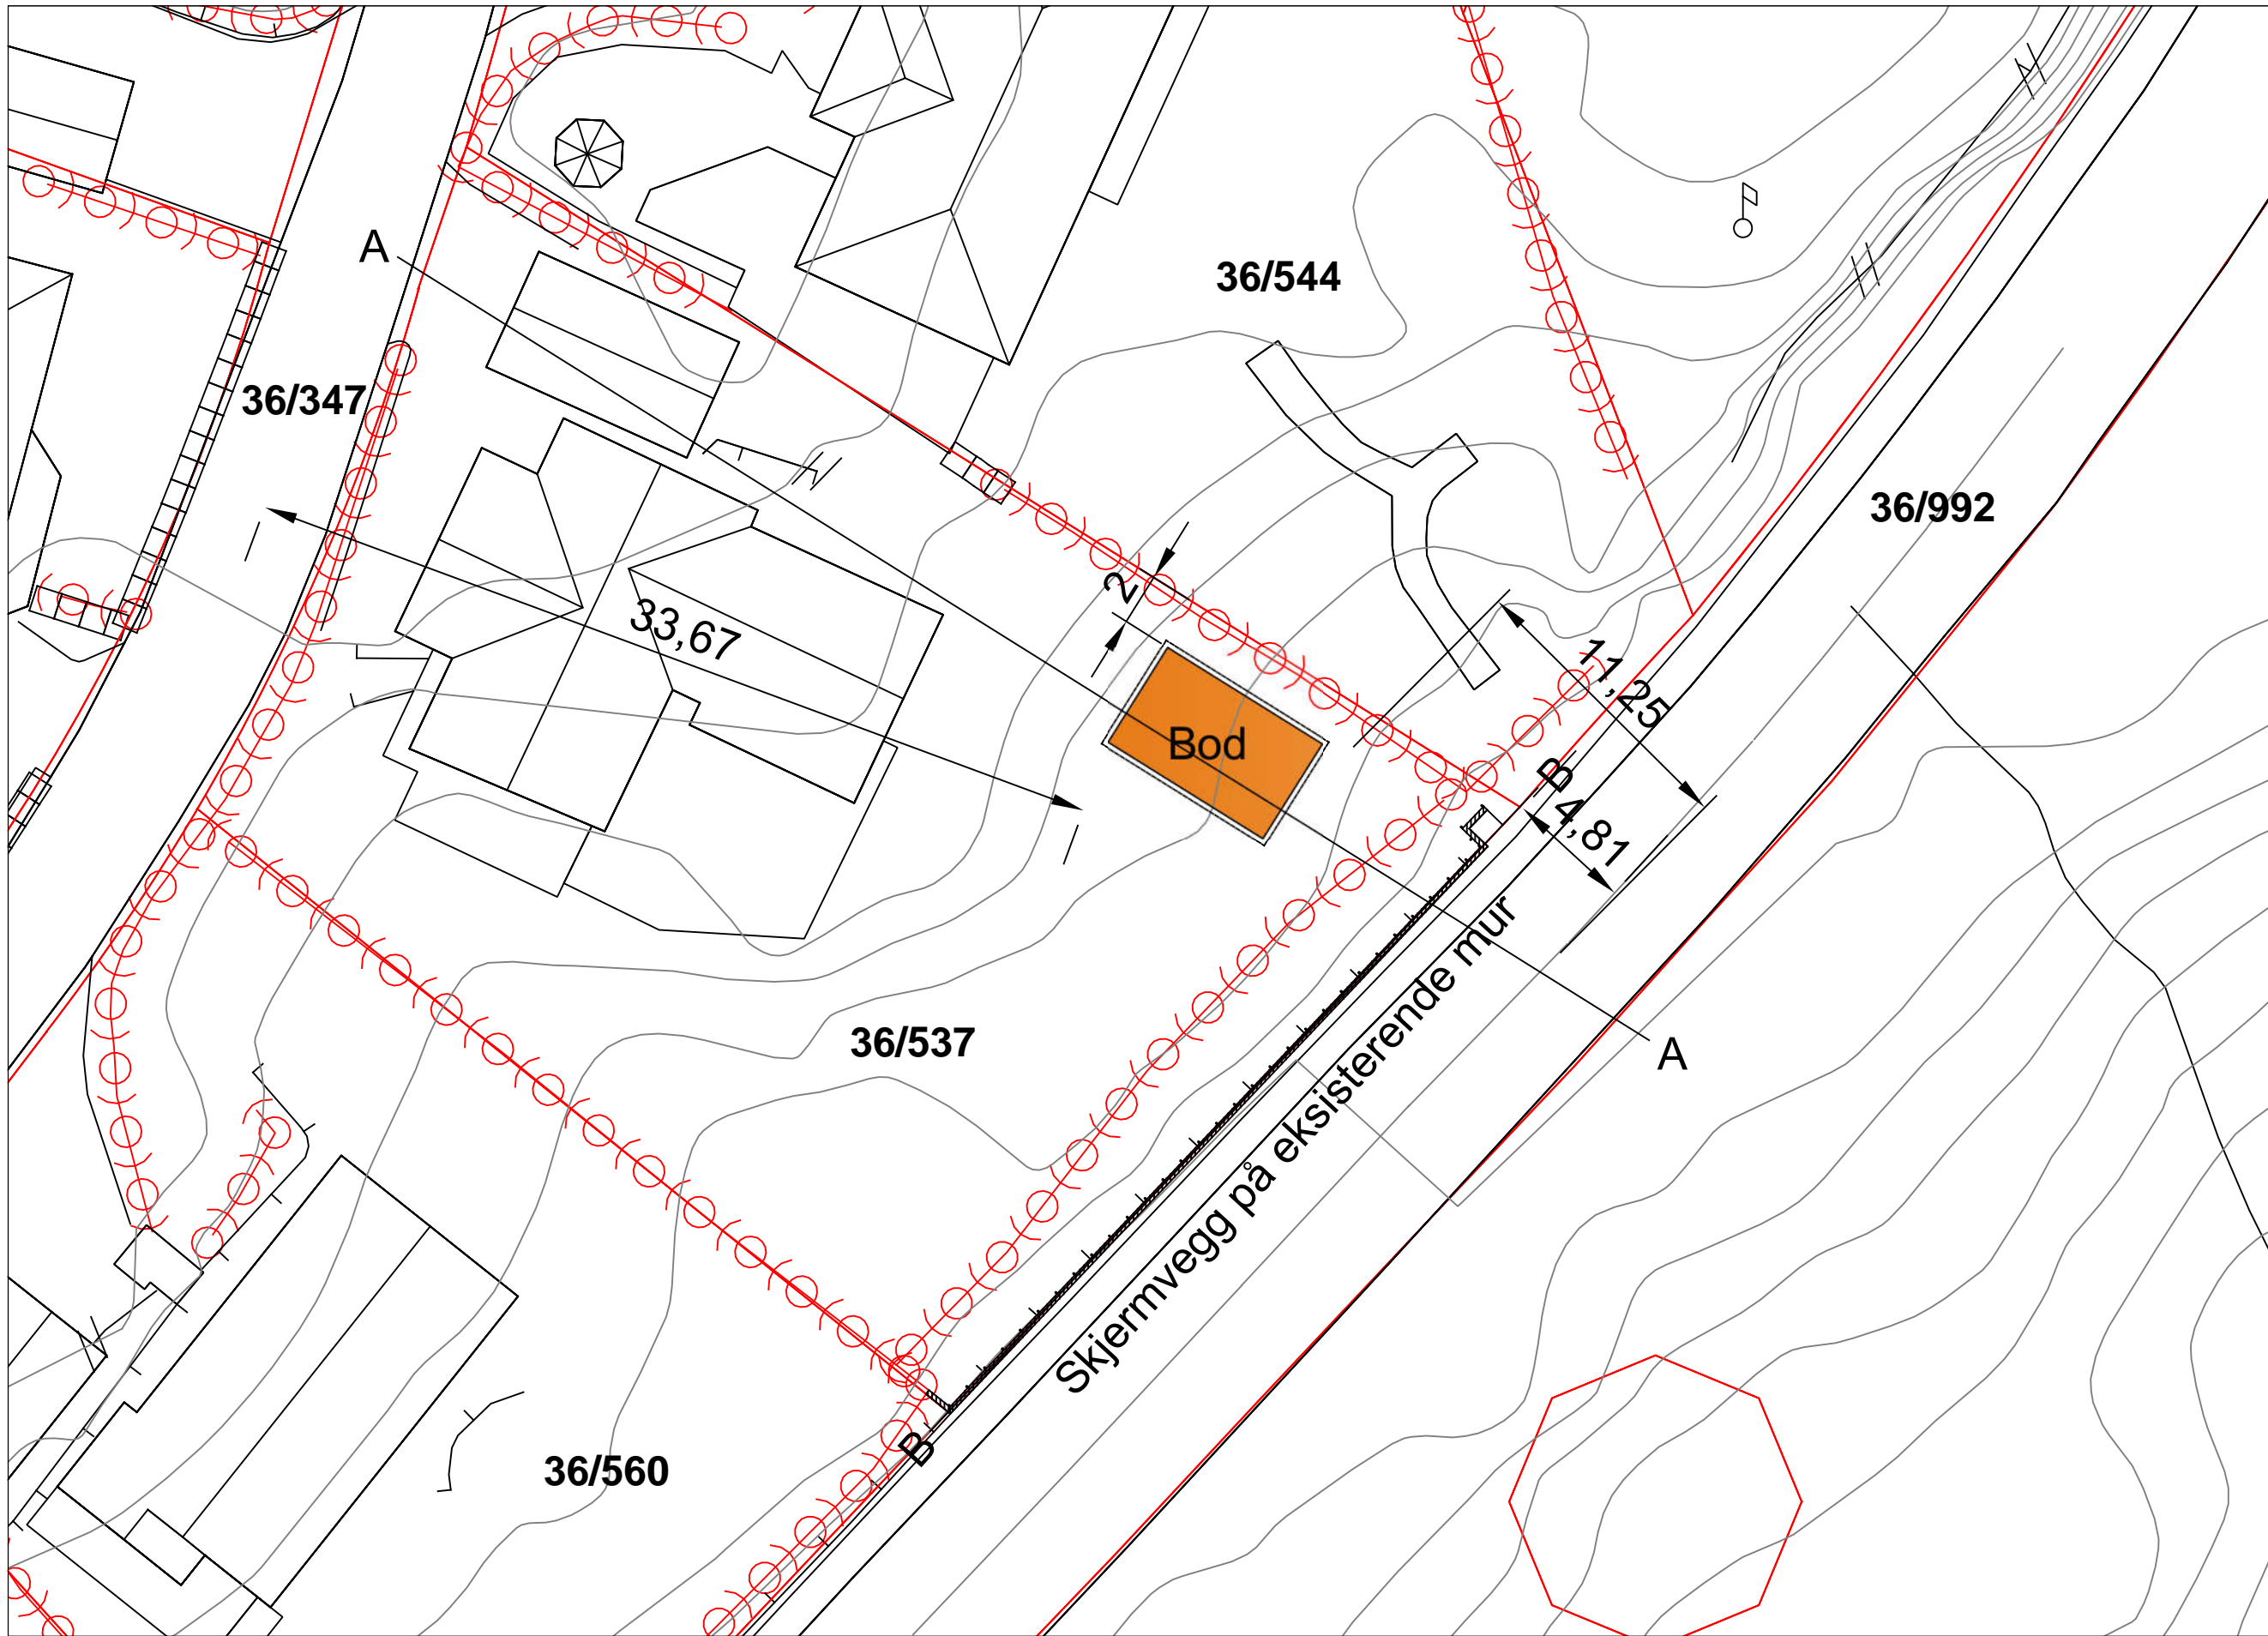 A
36/544
36/347
36/992
2
33,67
11,25
Bod
B
4,81
Skjermvegg på eksisterende mur
36/537
A
B
36/560